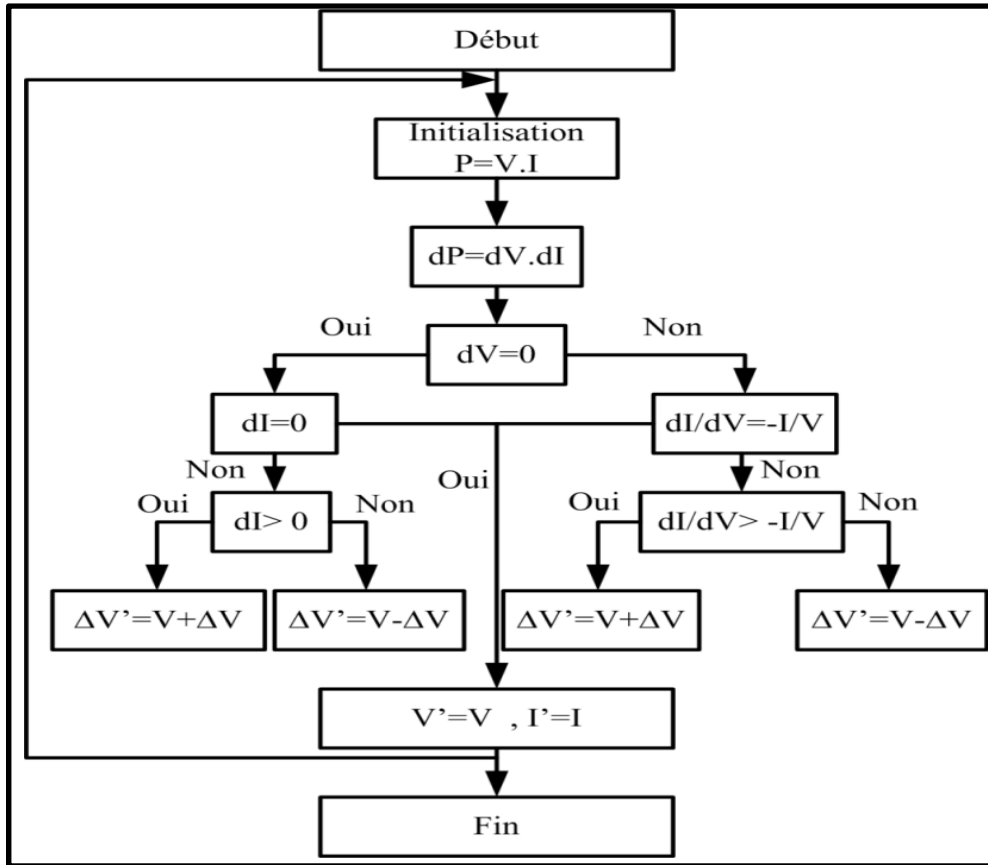 Début
Initialisation
P=V.I
dP=dV.dI
Oui
Non
dV=0
dI=0
dI/dV=-I/V
Non
Oui
Non
Oui
dI> 0
Non
Oui
dI/dV> -I/V
Non
ΔV’=V+ΔV
ΔV’=V-ΔV
ΔV’=V+ΔV
ΔV’=V-ΔV
V’=V , I’=I
Fin